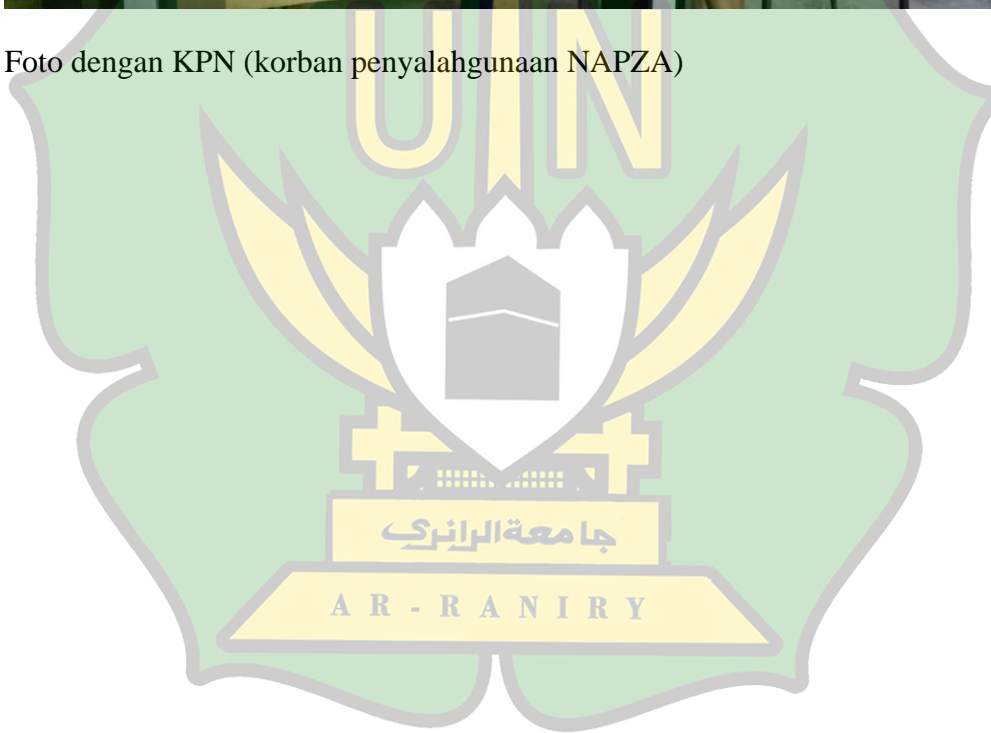 Foto dengan KPN (korban penyalahgunaan NAPZA)
UIN
جامعةالرانري
AR-RANIRY